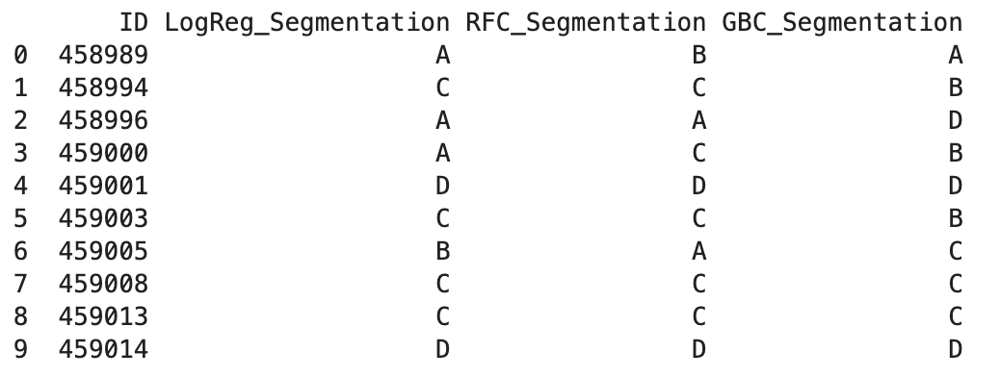 ID LogReg_Segmentation RFC_Segmentation GBC_Segmentation
0 458989 A B A
1 458994 C C B
2 458996 A A D
3 459000 A C B
4 459001 D D D
5 459003 C C B
6 459005 B A C
7 459008 C C C
8 459013 C C C
9 459014 D D D